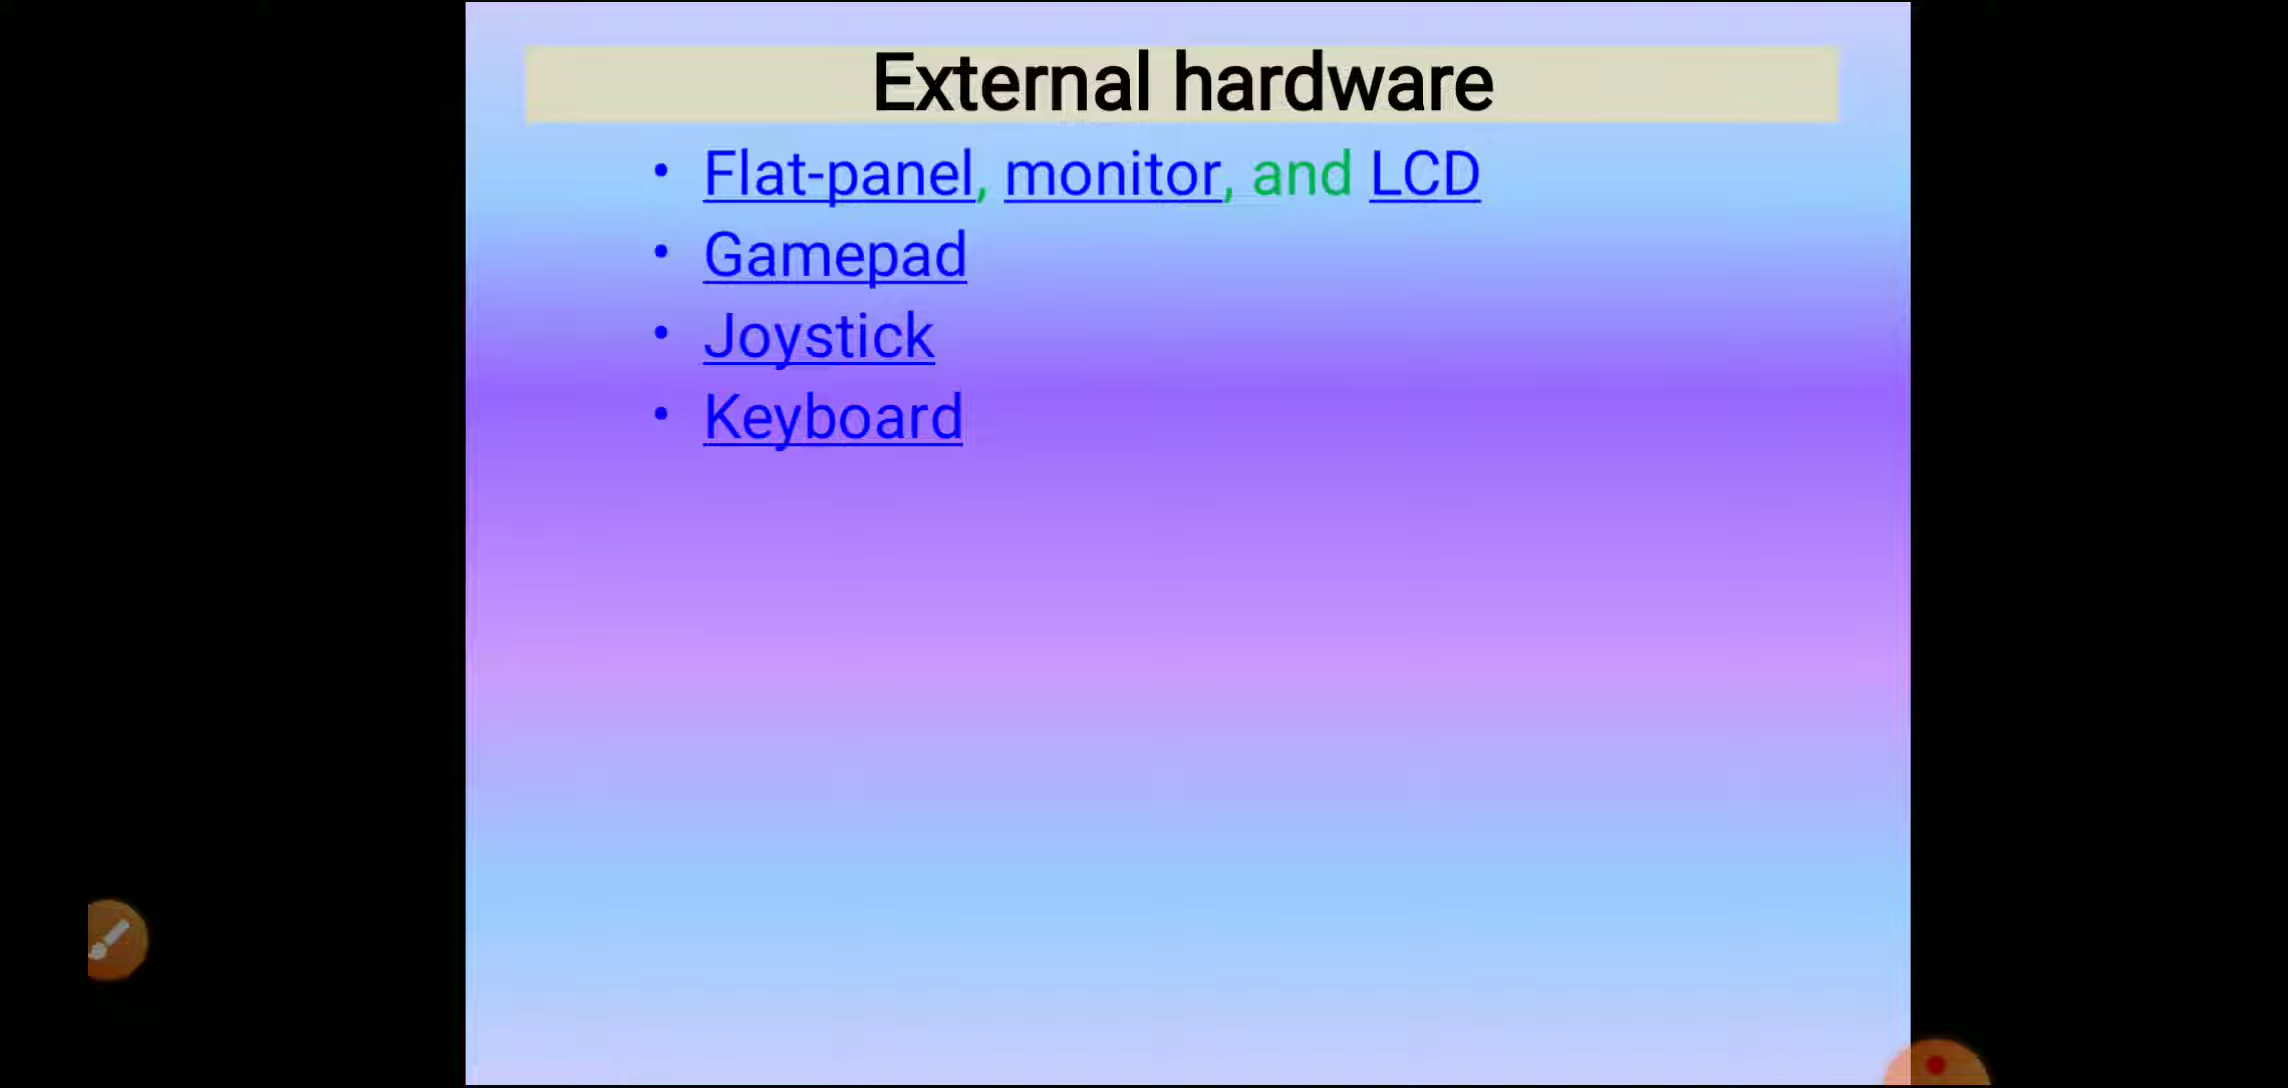 External hardware
• Flat-panel, monitor, and LCD
• Gamepad
• Joystick
• Keyboard